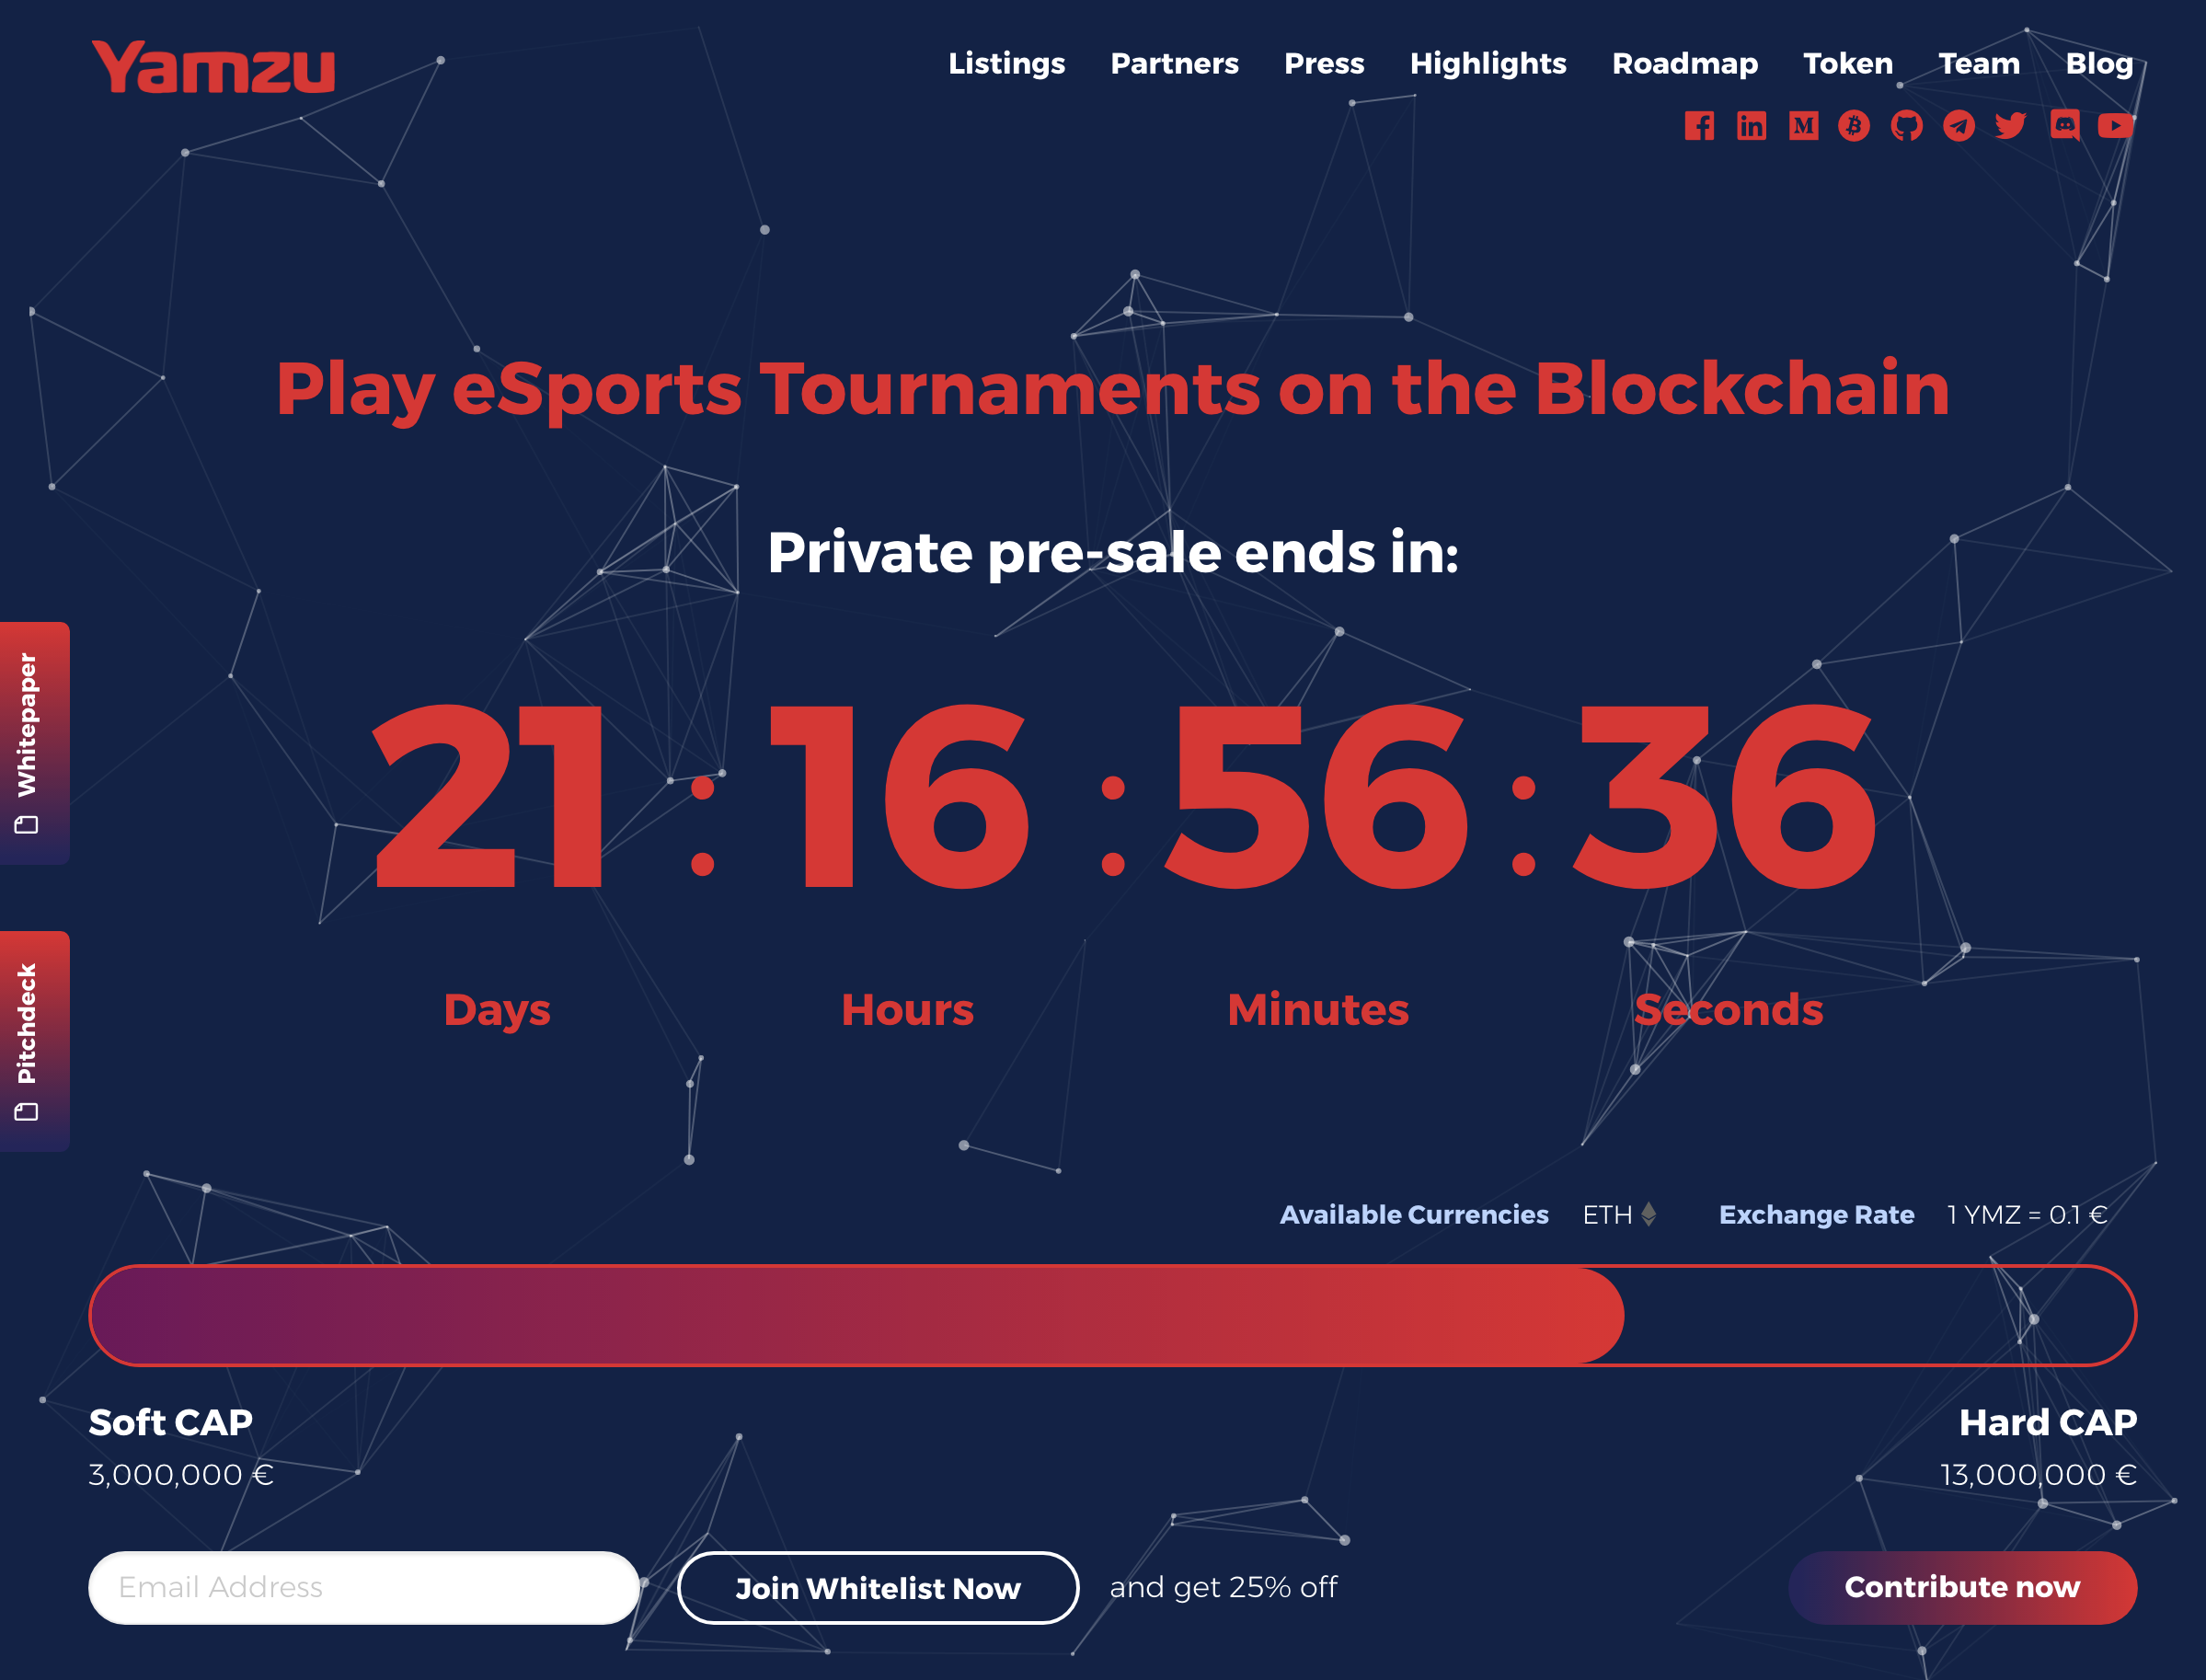 Yamzu
Listings Partners Press Highlights Roadmap Token Team Blog
Play eSports Tournaments on the Blockchain
Private pre-sale ends in:
21 : 16 : 56 : 36
Days Hours Minutes Seconds
Whitepaper
Pitchdeck
Available Currencies ETH Exchange Rate 1 YMZ = 0.1 €
Soft CAP Hard CAP
3,000,000 € 13,000,000 €
Email Address Join Whitelist Now and get 25% off Contribute now